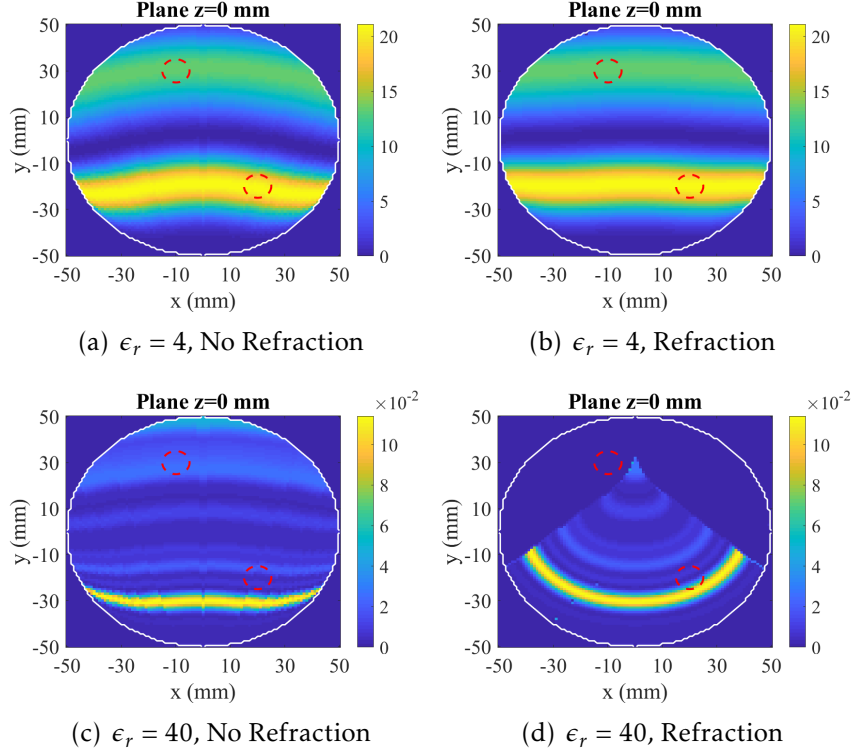 Plane z=0 mm
50
30
10
-10
-30
-50
y (mm)
-50 -30 -10 10 30 50
x (mm)
20
15
10
5
0
(a) ϵr = 4, No Refraction
Plane z=0 mm
50
30
10
-10
-30
-50
y (mm)
-50 -30 -10 10 30 50
x (mm)
20
15
10
5
0
(b) ϵr = 4, Refraction
Plane z=0 mm
×10-2
50
30
10
-10
-30
-50
y (mm)
-50 -30 -10 10 30 50
x (mm)
10
8
6
4
2
0
(c) ϵr = 40, No Refraction
Plane z=0 mm
×10-2
50
30
10
-10
-30
-50
y (mm)
-50 -30 -10 10 30 50
x (mm)
10
8
6
4
2
0
(d) ϵr = 40, Refraction